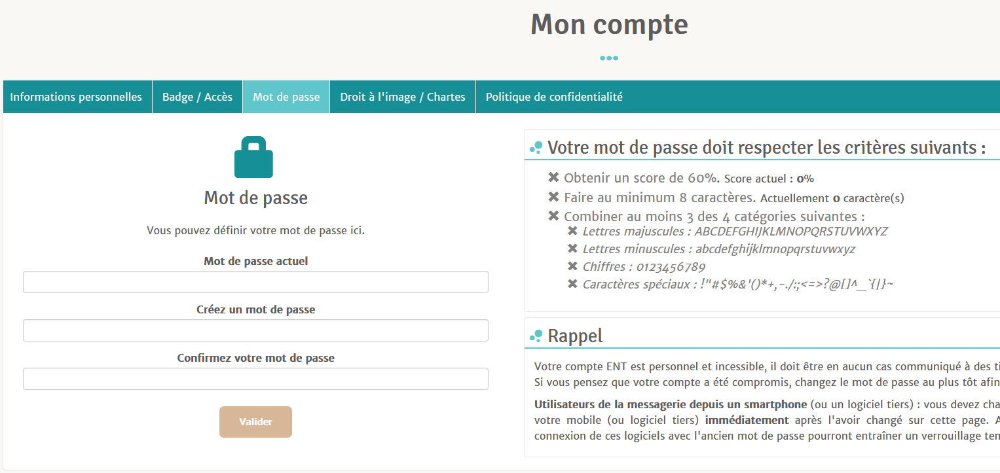 Mon compte
Informations personnelles
Badge / Accès
Mot de passe
Droit à l'image / Chartes
Politique de confidentialité
Mot de passe
Vous pouvez définir votre mot de passe ici.
Mot de passe actuel
Créez un mot de passe
Confirmez votre mot de passe
Valider
Votre mot de passe doit respecter les critères suivants :
Obtenir un score de 60%. Score actuel : 0%
Faire au minimum 8 caractères. Actuellement 0 caractère(s)
Combiner au moins 3 des 4 catégories suivantes :
Lettres majuscules : ABCDEFGHIJKLMNOPQRSTUVWXYZ
Lettres minuscules : abcdefghijklmnopqrstuvwxyz
Chiffres : 0123456789
Caractères spéciaux : !"#$%&'()*+,-./:;<=>?@[]^_`{|}~
Rappel
Votre compte ENT est personnel et incessible, il doit être en aucun cas communiqué à des ti
Si vous pensez que votre compte a été compromis, changez le mot de passe au plus tôt afin
Utilisateurs de la messagerie depuis un smartphone (ou un logiciel tiers) : vous devez cha
votre mobile (ou logiciel tiers) immédiatement après l'avoir changé sur cette page. A
connexion de ces logiciels avec l'ancien mot de passe pourront entraîner un verrouillage ten